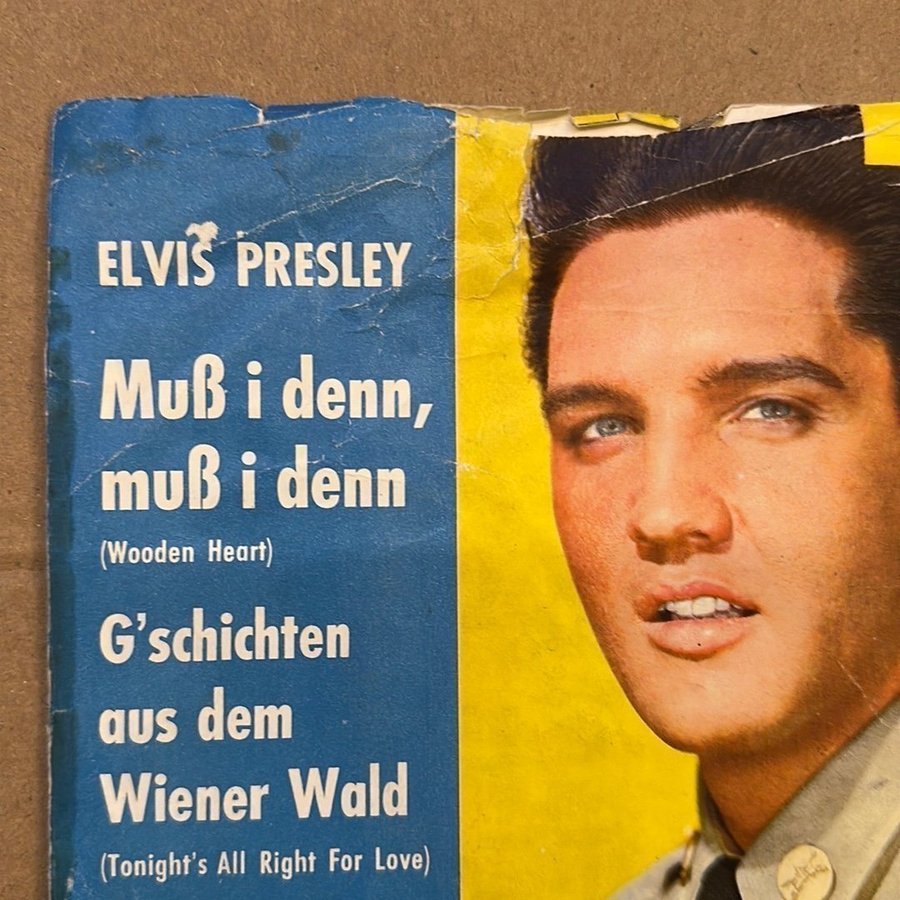 ELVIS PRESLEY
Muß i denn,
muß i denn
(Wooden Heart)
G'schichten
aus dem
Wiener Wald
(Tonight's All Right For Love)